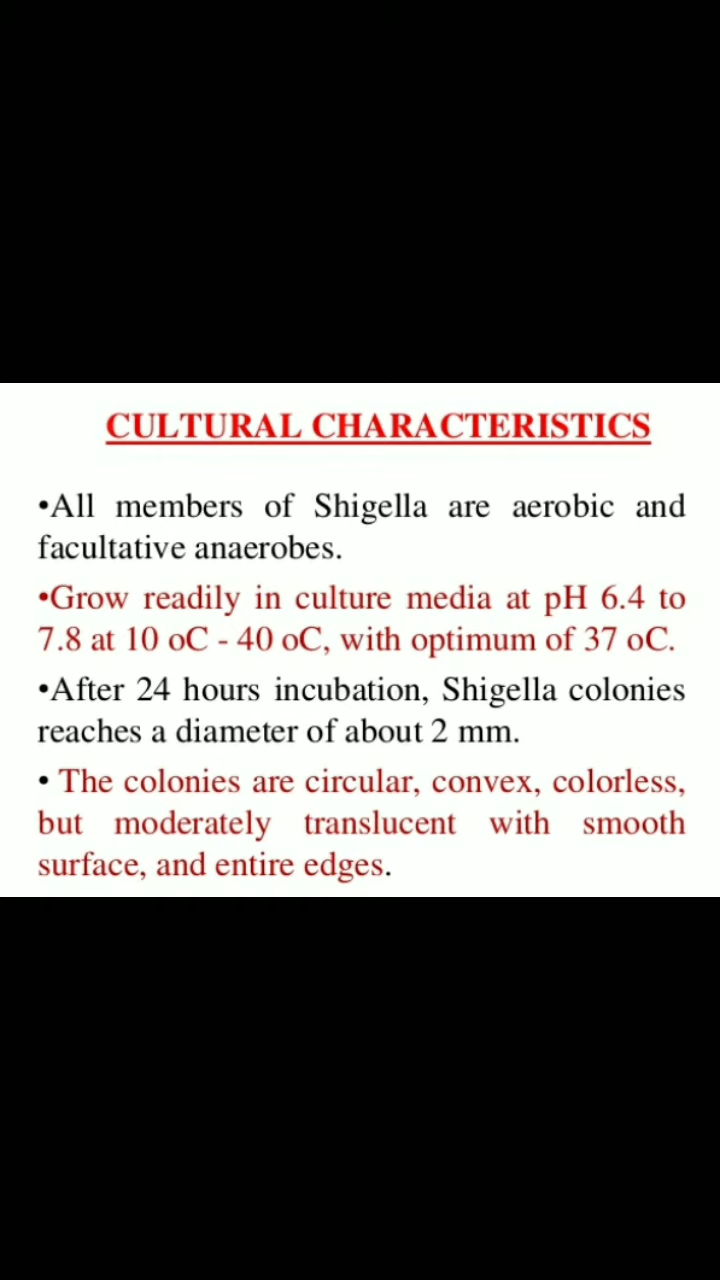 CULTURAL CHARACTERISTICS
•All members of Shigella are aerobic and
facultative anaerobes.
•Grow readily in culture media at pH 6.4 to
7.8 at 10 oC - 40 oC, with optimum of 37 oC.
•After 24 hours incubation, Shigella colonies
reaches a diameter of about 2 mm.
• The colonies are circular, convex, colorless,
but moderately translucent with smooth
surface, and entire edges.